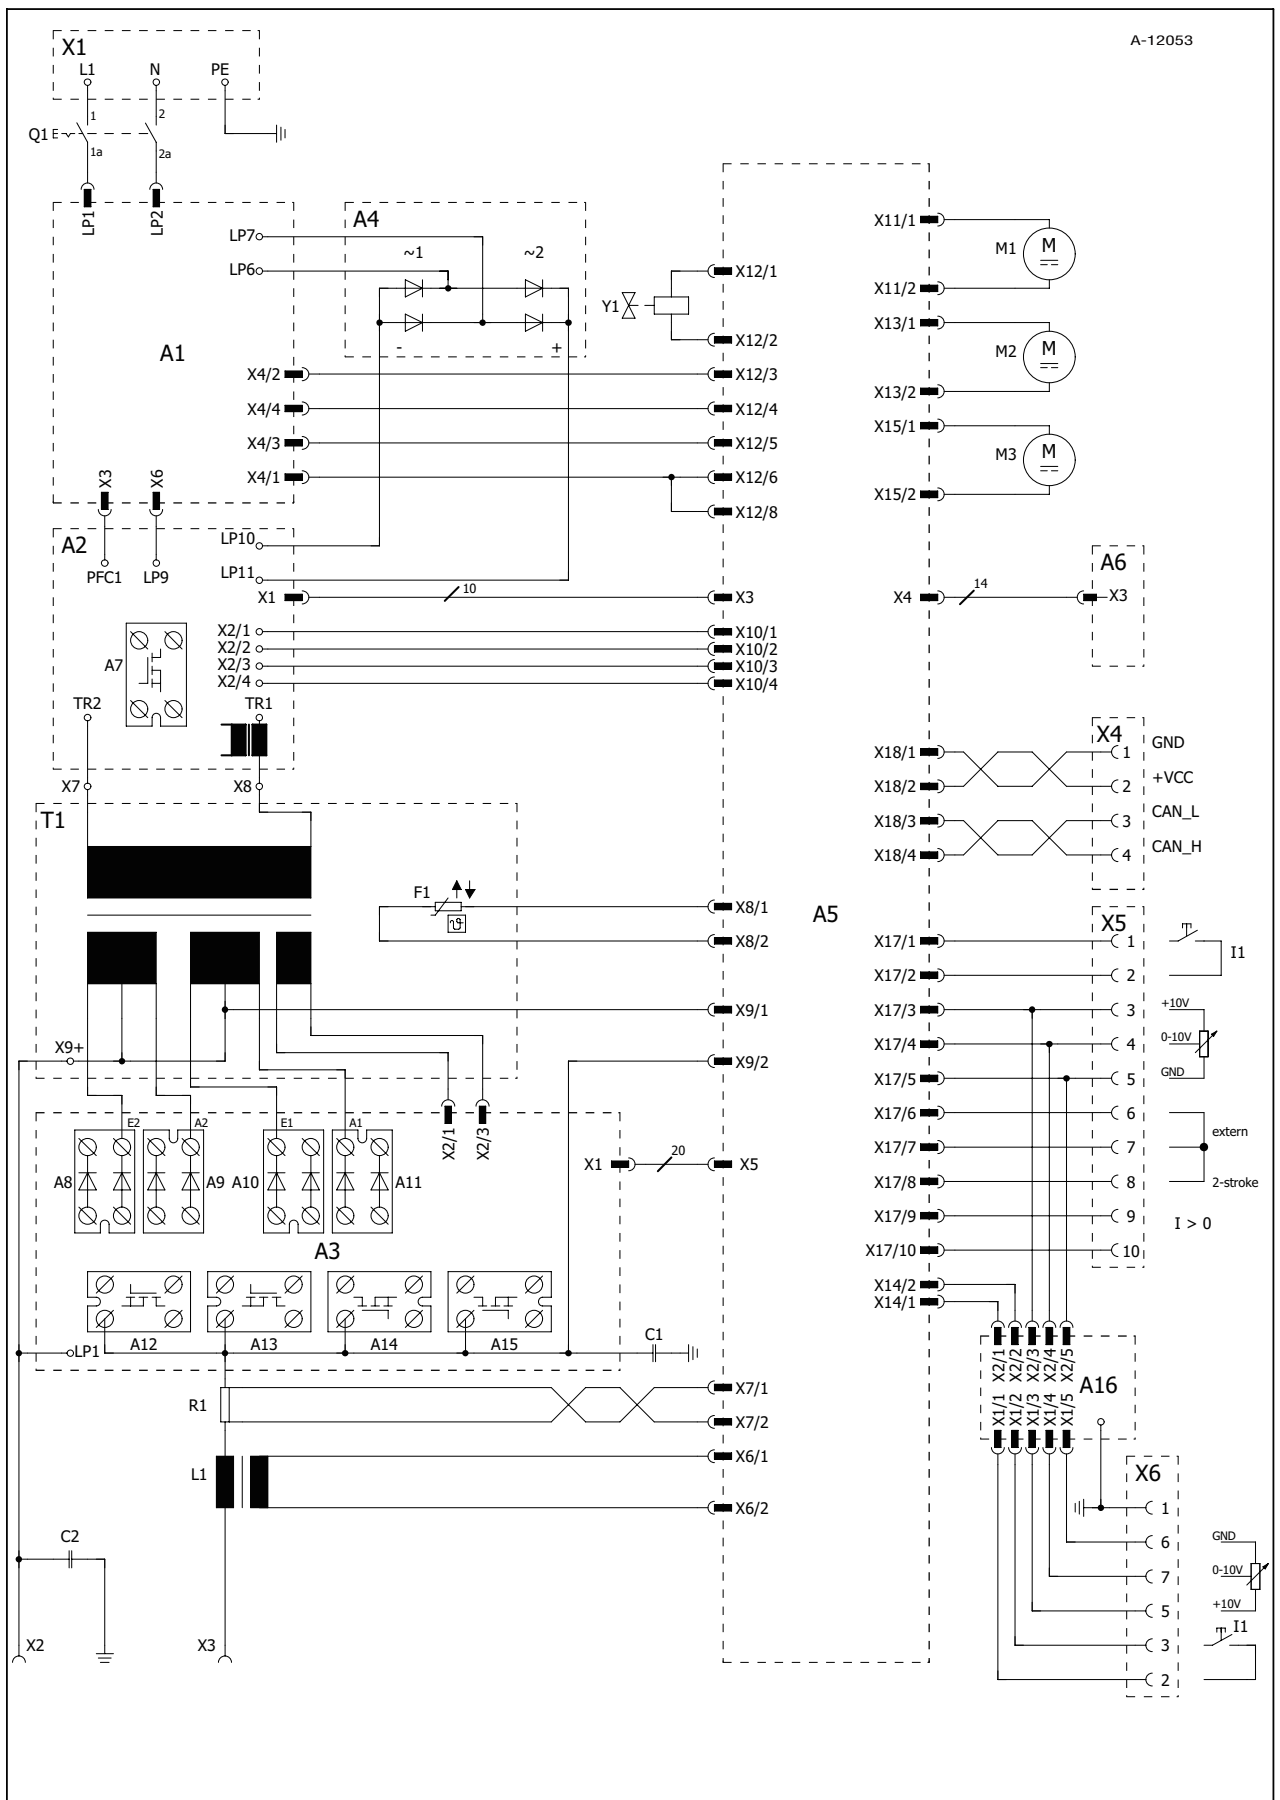 A-12053
X1
L1 N PE
1 2
Q1
1a 2a
LP1 LP2
A1
LP7
LP6
A4
~1 ~2
- +
X4/2
X4/4
X4/3
X4/1
X3 X6
A2
PFC1 LP9
LP10
LP11
X1
10
X2/1
X2/2
X2/3
X2/4
A7
TR2 TR1
X7 X8
T1
F1
ϑ
X9+
E2 A2 E1 A1
X2/1 X2/3
A8 A9 A10 A11
A3
X1
20
A12 A13 A14 A15
LP1
C1
R1
L1
C2
X2 X3
Y1
X12/1
X12/2
X12/3
X12/4
X12/5
X12/6
X12/8
X3
X10/1
X10/2
X10/3
X10/4
X8/1
X8/2
X9/1
X9/2
X5
X7/1
X7/2
X6/1
X6/2
A5
X11/1
M1 M
X11/2
X13/1
M2 M
X13/2
X15/1
M3 M
X15/2
X4
14
A6
X3
X4
X18/1 1 GND
X18/2 2 +VCC
X18/3 3 CAN_L
X18/4 4 CAN_H
X5
X17/1 1
I1
X17/2 2
X17/3 3 +10V
X17/4 4 0-10V
X17/5 5 GND
X17/6 6
extern
X17/7 7
X17/8 8 2-stroke
X17/9 9 I > 0
X17/10 10
X14/2
X14/1
X2/1 X2/2 X2/3 X2/4 X2/5
A16
X1/1 X1/2 X1/3 X1/4 X1/5
X6
1
6 GND
7 0-10V
5 +10V
3 I1
2